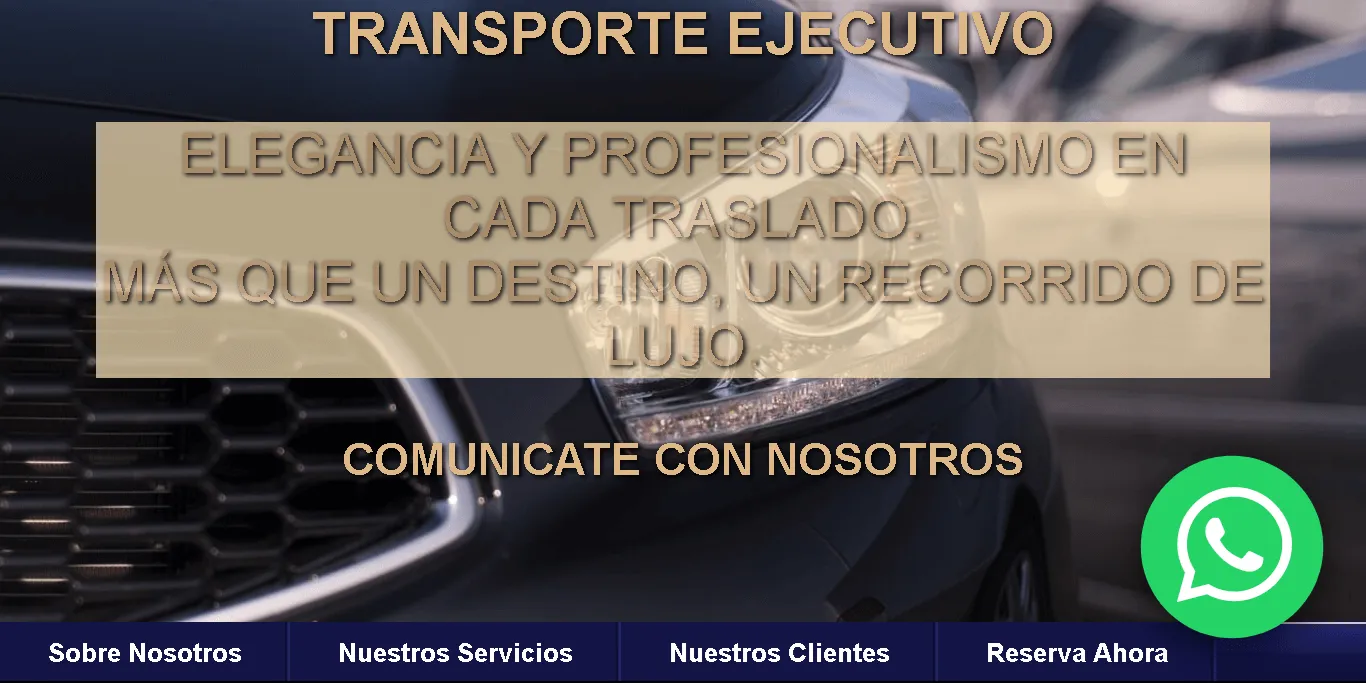 TRANSPORTE EJECUTIVO
ELEGANCIA Y PROFESIONALISMO EN
CADA TRASLADO.
MÁS QUE UN DESTINO, UN RECORRIDO DE
LUJO.
COMUNICATE CON NOSOTROS
Sobre Nosotros
Nuestros Servicios
Nuestros Clientes
Reserva Ahora